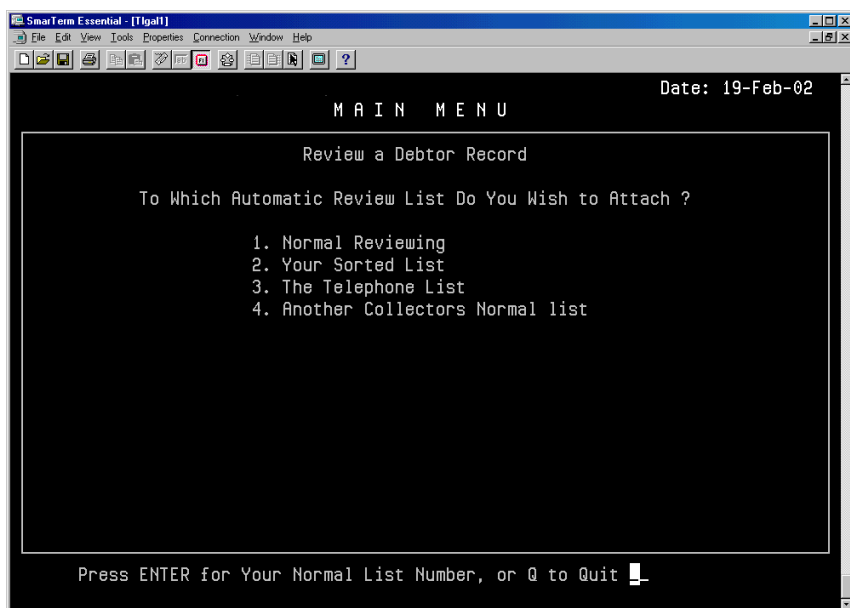 SmarTerm Essential - [Tlgal1]
File Edit View Tools Properties Connection Window Help
Date: 19-Feb-02
M A I N   M E N U
Review a Debtor Record
To Which Automatic Review List Do You Wish to Attach ?
1. Normal Reviewing
2. Your Sorted List
3. The Telephone List
4. Another Collectors Normal list
Press ENTER for Your Normal List Number, or Q to Quit